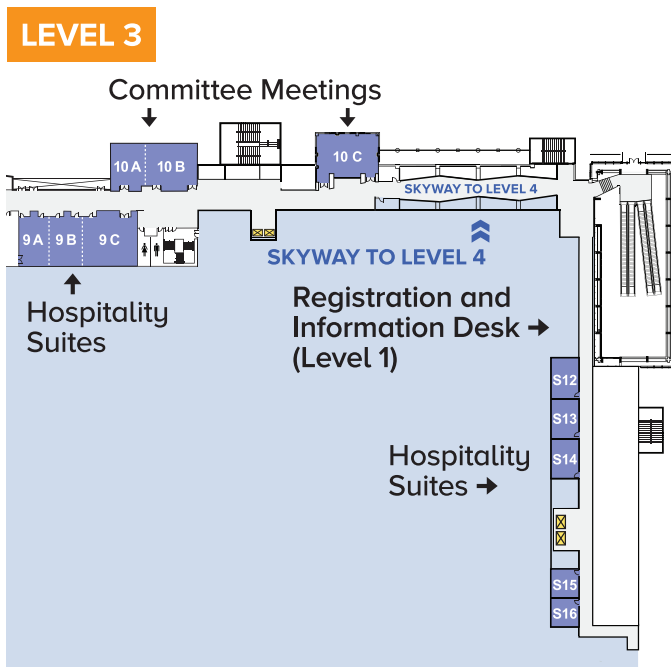 LEVEL 3
Committee Meetings
10 A
10 B
10 C
SKYWAY TO LEVEL 4
9 A
9 B
9 C
SKYWAY TO LEVEL 4
Hospitality
Suites
Registration and
Information Desk
(Level 1)
S12
S13
S14
Hospitality
Suites
S15
S16